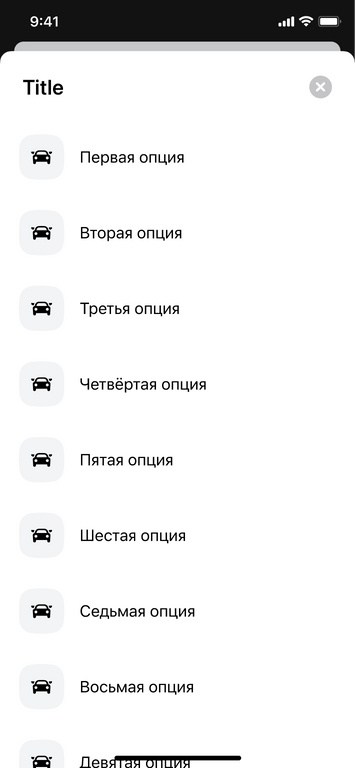 9:41
Title
Первая опция
Вторая опция
Третья опция
Четвёртая опция
Пятая опция
Шестая опция
Седьмая опция
Восьмая опция
Девятая опция